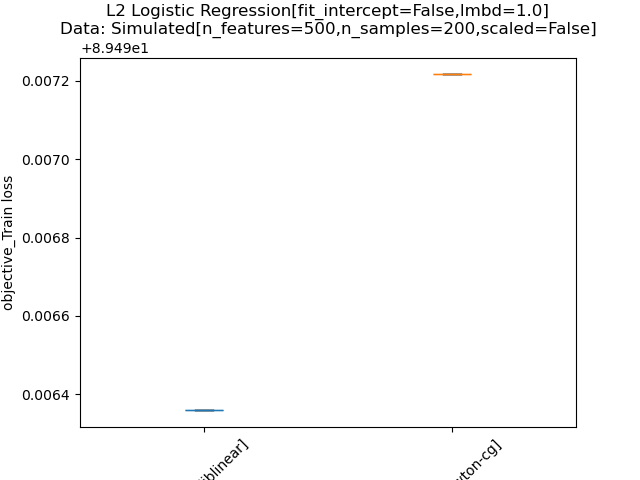 L2 Logistic Regression[fit_intercept=False,lmbd=1.0]
Data: Simulated[n_features=500,n_samples=200,scaled=False]
+8.949e1
0.0072
0.0070
0.0068
0.0066
0.0064
objective_Train loss
iblinear]
ton-cg]